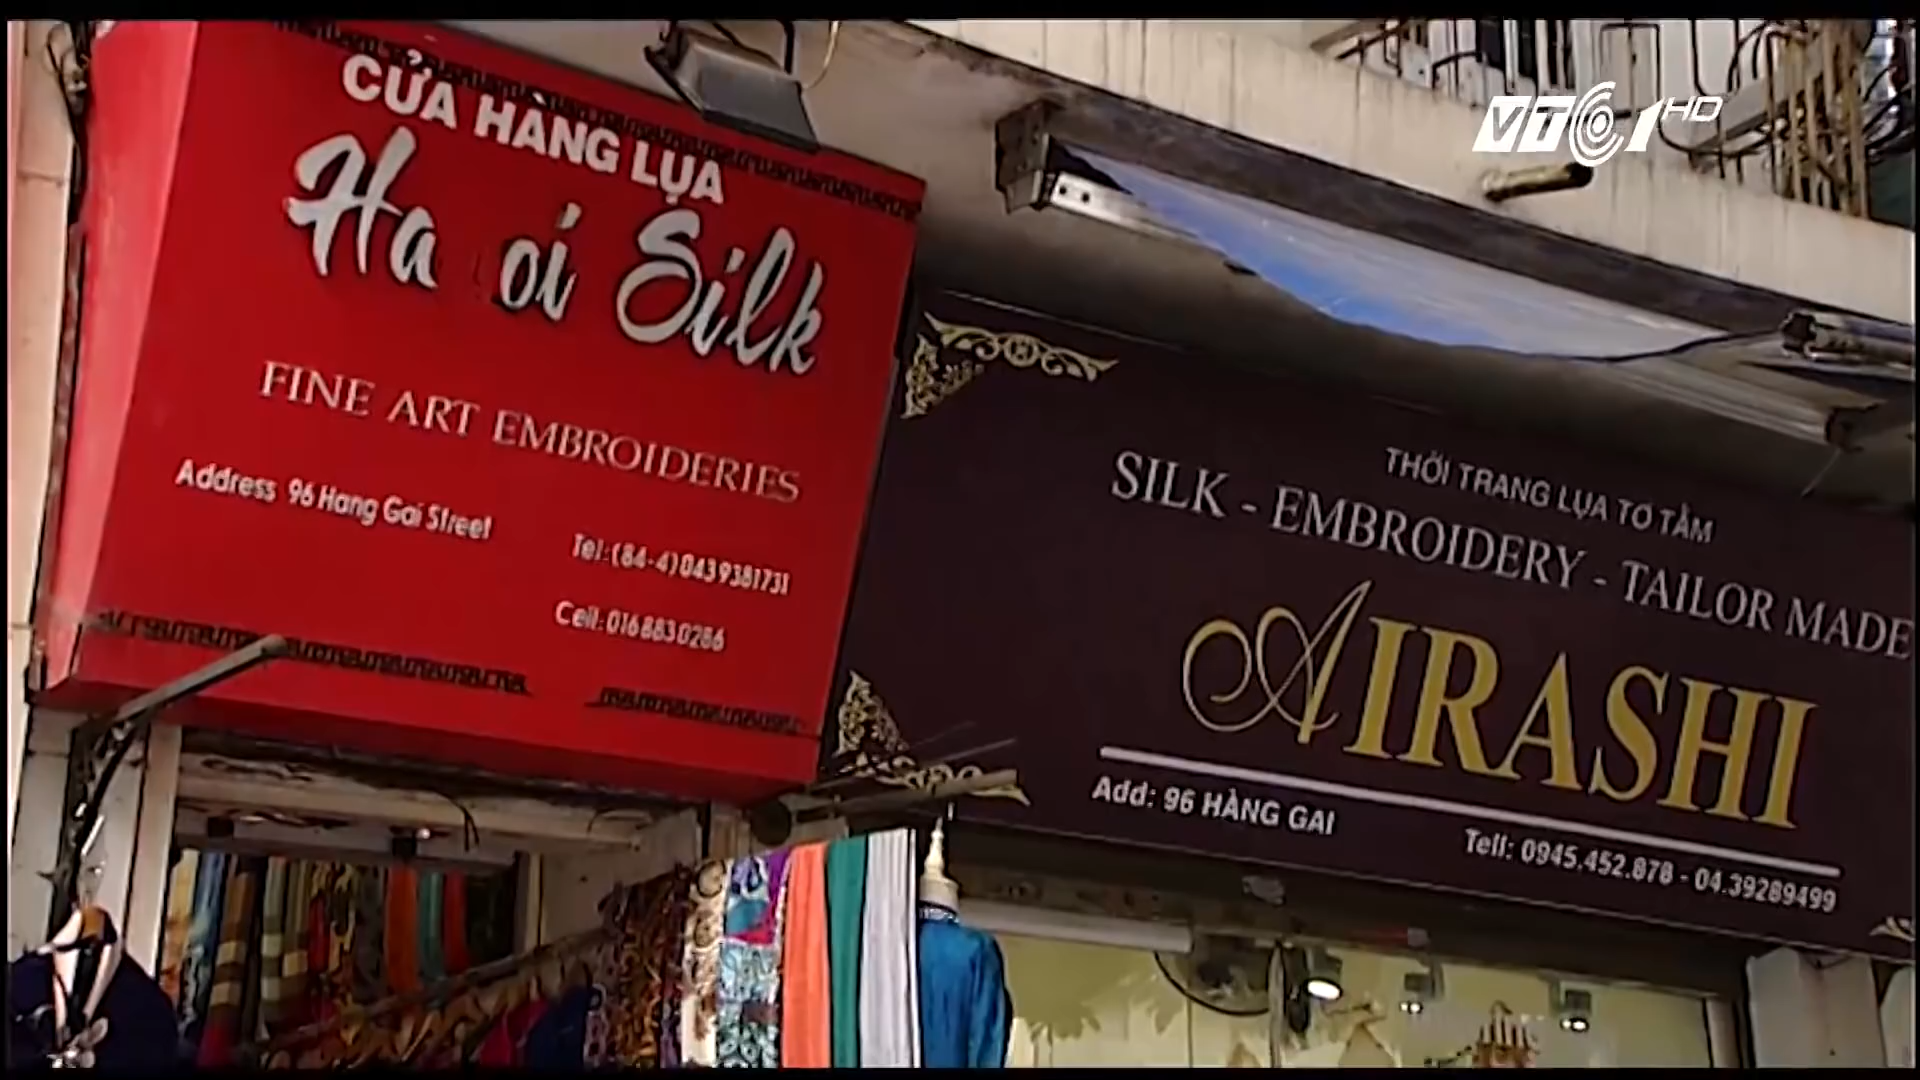 VTC1 HD
CỬA HÀNG LỤA
Ha oi Silk
FINE ART EMBROIDERIES
Address 96 Hang Gai Street
Tel:(84-4)0439381731
Cell:0168830286
THỜI TRANG LỤA TƠ TẰM
SILK - EMBROIDERY - TAILOR MADE
AIRASHI
Add: 96 HÀNG GAI
Tell: 0945.452.878 - 04.39289499